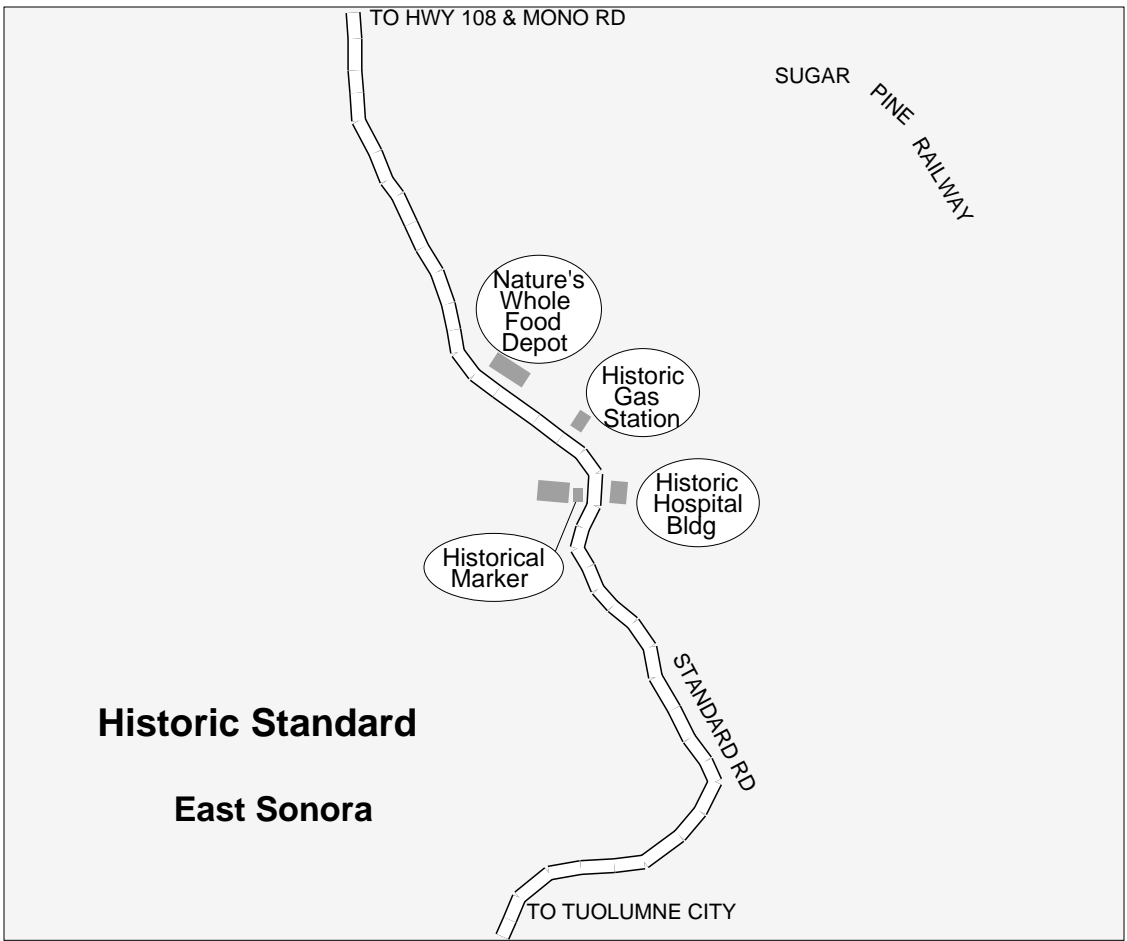 TO HWY 108 & MONO RD
SUGAR PINE RAILWAY
Nature's
Whole
Food
Depot
Historic
Gas
Station
Historic
Hospital
Bldg
Historical
Marker
STANDARD RD
Historic Standard
East Sonora
TO TUOLUMNE CITY